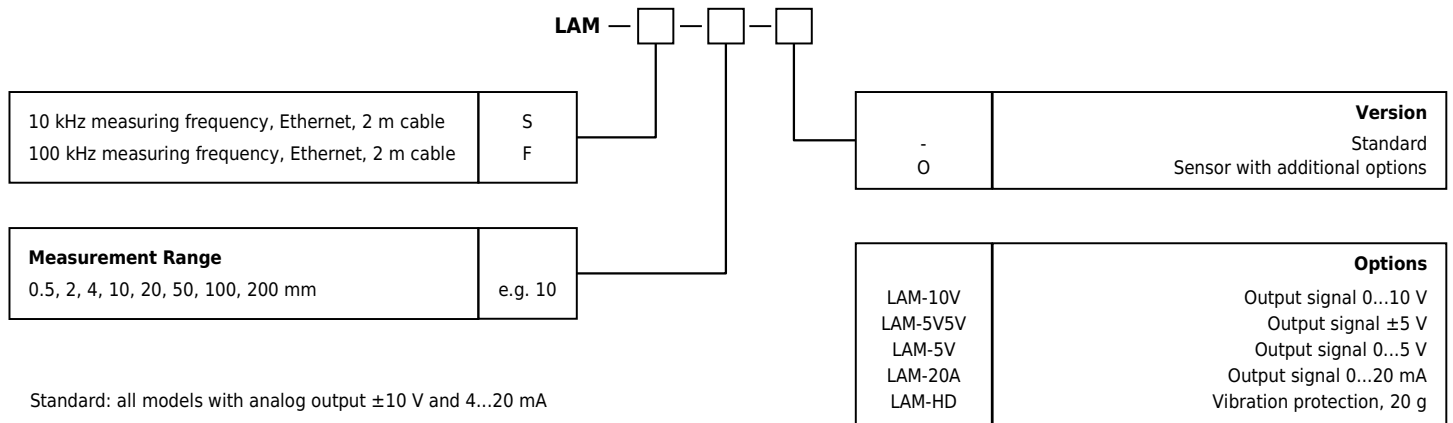 LAM — — —
10 kHz measuring frequency, Ethernet, 2 m cable S
100 kHz measuring frequency, Ethernet, 2 m cable F
Measurement Range
0.5, 2, 4, 10, 20, 50, 100, 200 mm e.g. 10
Standard: all models with analog output ±10 V and 4...20 mA
Version
- Standard
O Sensor with additional options
Options
LAM-10V Output signal 0...10 V
LAM-5V5V Output signal ±5 V
LAM-5V Output signal 0...5 V
LAM-20A Output signal 0...20 mA
LAM-HD Vibration protection, 20 g